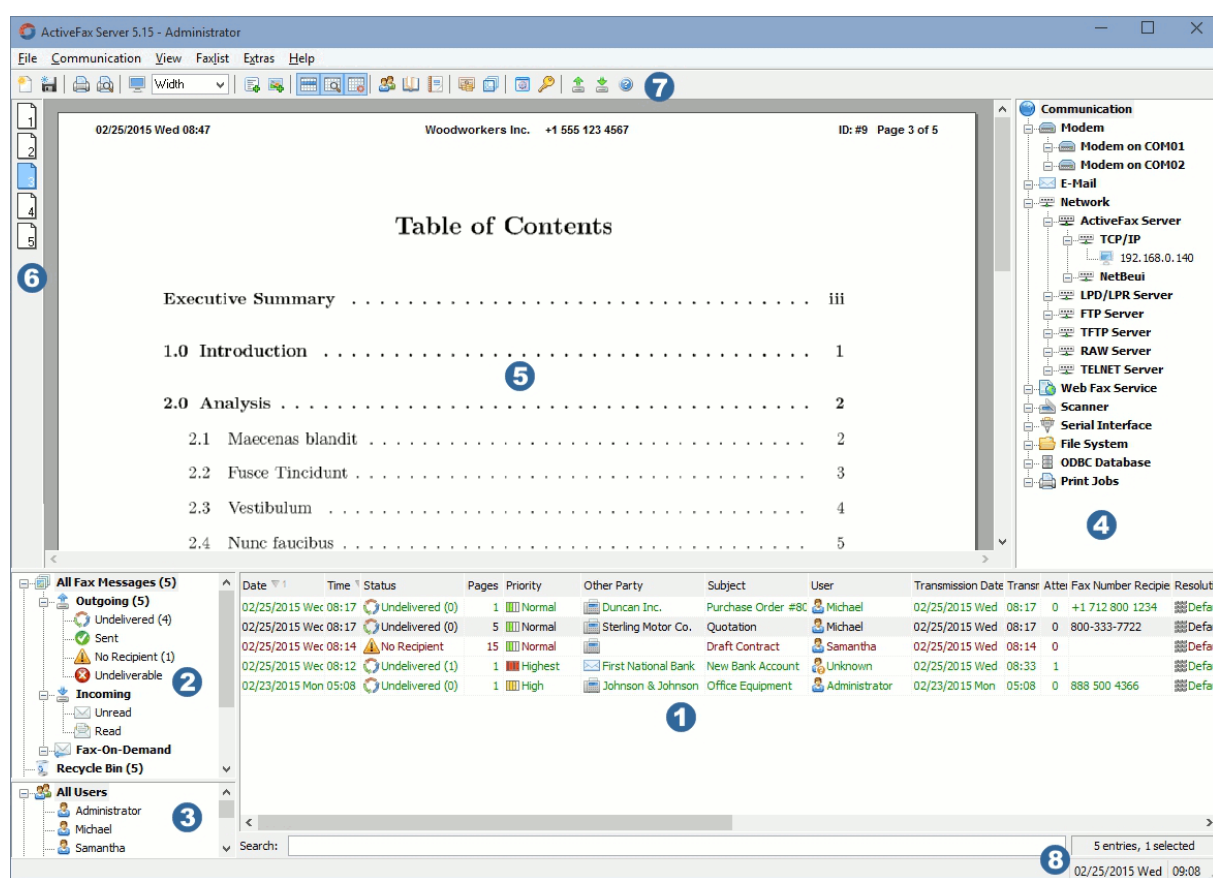 ActiveFax Server 5.15 - Administrator
File Communication View Faxlist Extras Help
Width
7
1
2
3
4
5
6
02/25/2015 Wed 08:47 Woodworkers Inc. +1 555 123 4567 ID: #9 Page 3 of 5
Table of Contents
Executive Summary . . . . . . . . . . . . . . . . . . . . . . . . . . . . . . . iii
1.0 Introduction . . . . . . . . . . . . . . . . . . . . . . . . . . . . . . . . . 1
5
2.0 Analysis . . . . . . . . . . . . . . . . . . . . . . . . . . . . . . . . . . . . 2
2.1 Maecenas blandit . . . . . . . . . . . . . . . . . . . . . . . . . . . . . . 2
2.2 Fusce Tincidunt . . . . . . . . . . . . . . . . . . . . . . . . . . . . . . . 3
2.3 Vestibulum . . . . . . . . . . . . . . . . . . . . . . . . . . . . . . . . . 4
2.4 Nunc faucibus . . . . . . . . . . . . . . . . . . . . . . . . . . . . . . . . 5
Communication
Modem
Modem on COM01
Modem on COM02
E-Mail
Network
ActiveFax Server
TCP/IP
192.168.0.140
NetBeui
LPD/LPR Server
FTP Server
TFTP Server
RAW Server
TELNET Server
Web Fax Service
Scanner
Serial Interface
File System
ODBC Database
Print Jobs
4
All Fax Messages (5)
Outgoing (5)
Undelivered (4)
Sent
No Recipient (1)
Undeliverable
2
Incoming
Unread
Read
Fax-On-Demand
Recycle Bin (5)
All Users
Administrator
Michael
Samantha
3
Date 1 Time Status Pages Priority Other Party Subject User Transmission Date Transr Atter Fax Number Recipie Resoluti
02/25/2015 Wed 08:17 Undelivered (0) 1 Normal Duncan Inc. Purchase Order #80 Michael 02/25/2015 Wed 08:17 0 +1 712 800 1234 Defa
02/25/2015 Wed 08:17 Undelivered (0) 5 Normal Sterling Motor Co. Quotation Michael 02/25/2015 Wed 08:17 0 800-333-7722 Defa
02/25/2015 Wed 08:14 No Recipient 15 Normal Draft Contract Samantha 02/25/2015 Wed 08:14 0 Defa
02/25/2015 Wed 08:12 Undelivered (1) 1 Highest First National Bank New Bank Account Unknown 02/25/2015 Wed 08:33 1 Defa
02/23/2015 Mon 05:08 Undelivered (0) 1 High Johnson & Johnson Office Equipment Administrator 02/23/2015 Mon 05:08 0 888 500 4366 Defa
1
Search:
5 entries, 1 selected
8
02/25/2015 Wed 09:08